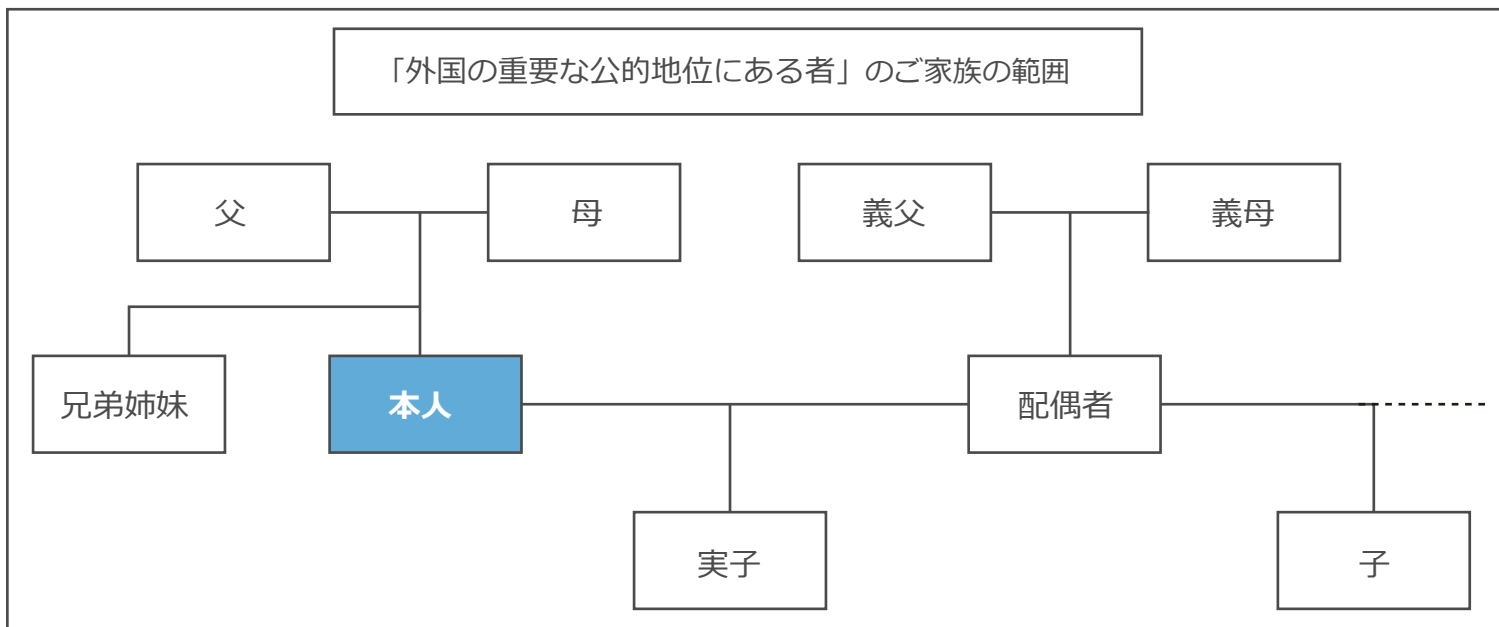 「外国の重要な公的地位にある者」のご家族の範囲
父
母
義父
義母
兄弟姉妹
本人
配偶者
実子
子